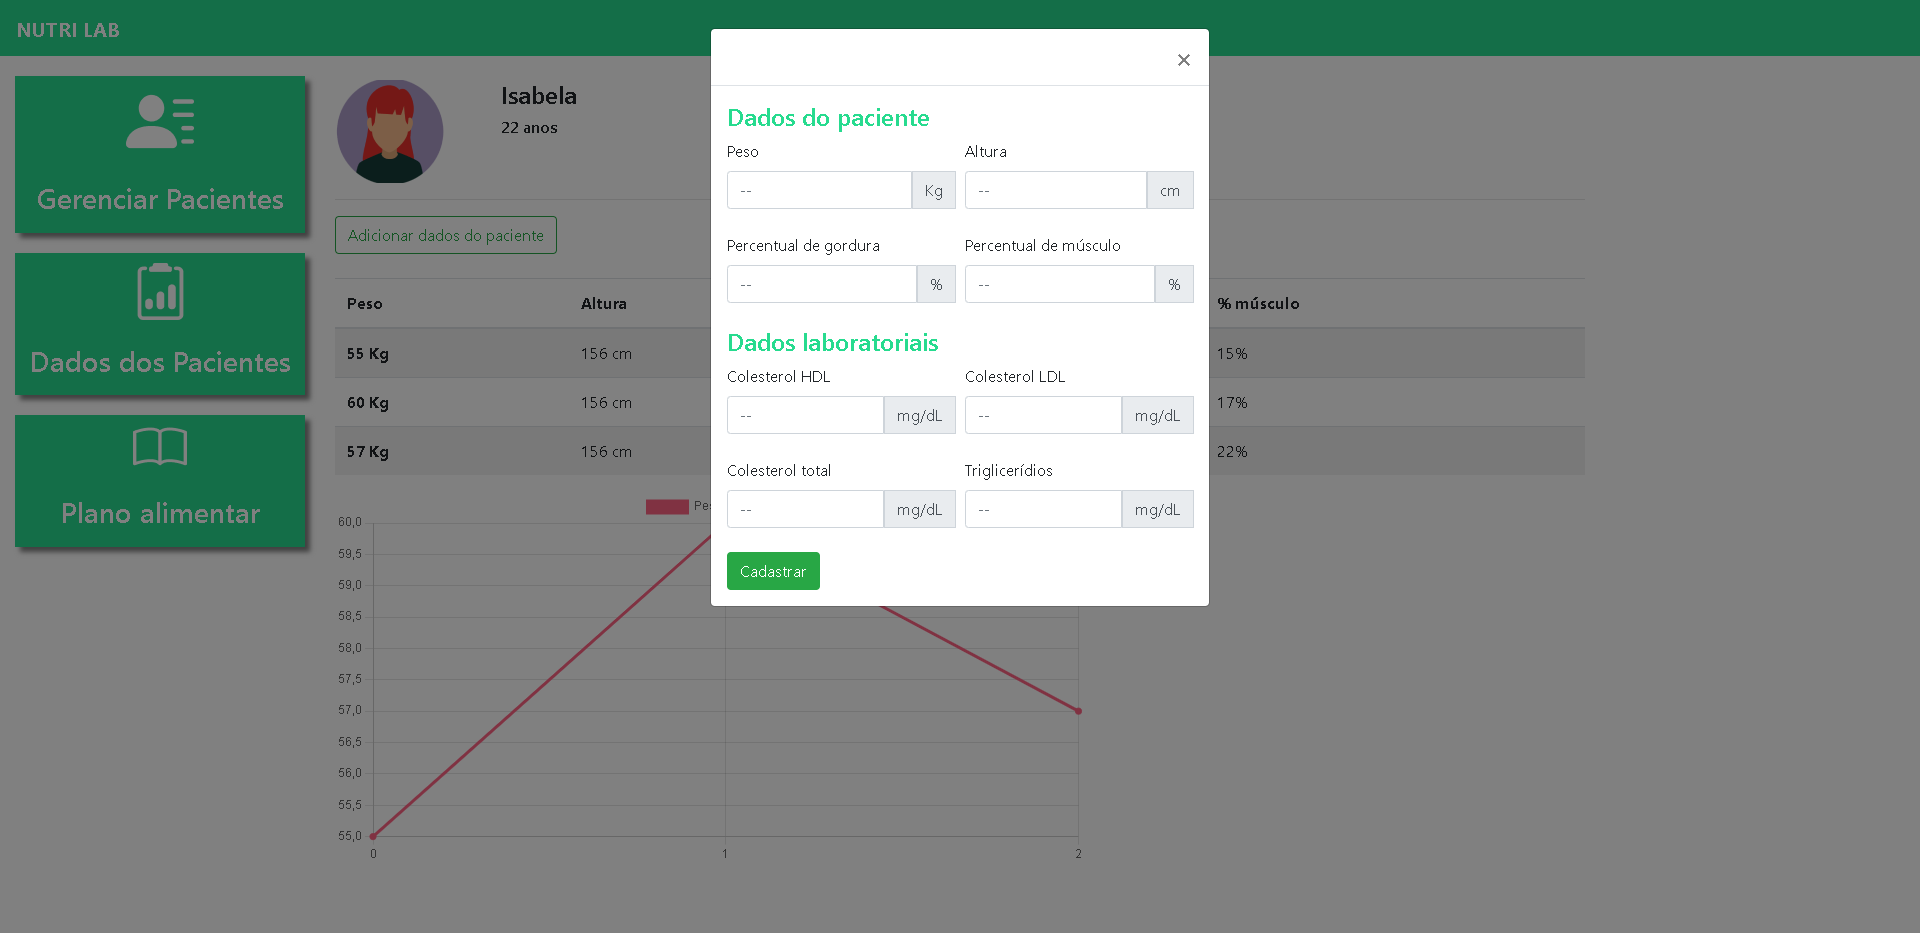 NUTRI LAB
×
Gerenciar Pacientes
Dados dos Pacientes
Plano alimentar
Isabela
22 anos
Adicionar dados do paciente
Peso Altura % músculo
55 Kg 156 cm 15%
60 Kg 156 cm 17%
57 Kg 156 cm 22%
60,0
59,5
59,0
58,5
58,0
57,5
57,0
56,5
56,0
55,5
55,0
0 1 2
Dados do paciente
Peso Altura
-- Kg -- cm
Percentual de gordura Percentual de músculo
-- % -- %
Dados laboratoriais
Colesterol HDL Colesterol LDL
-- mg/dL -- mg/dL
Colesterol total Triglicerídios
-- mg/dL -- mg/dL
Cadastrar